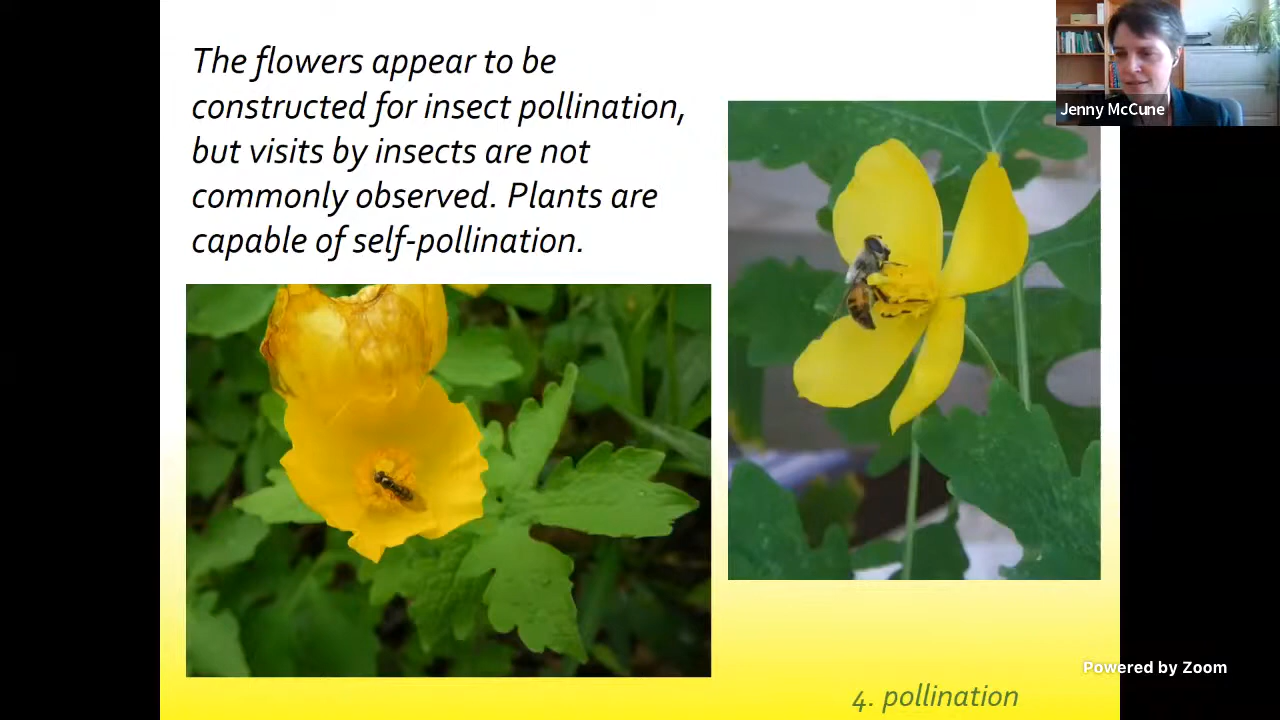 The flowers appear to be
constructed for insect pollination,
but visits by insects are not
commonly observed. Plants are
capable of self-pollination.
Jenny McCune
4. pollination
Powered by Zoom